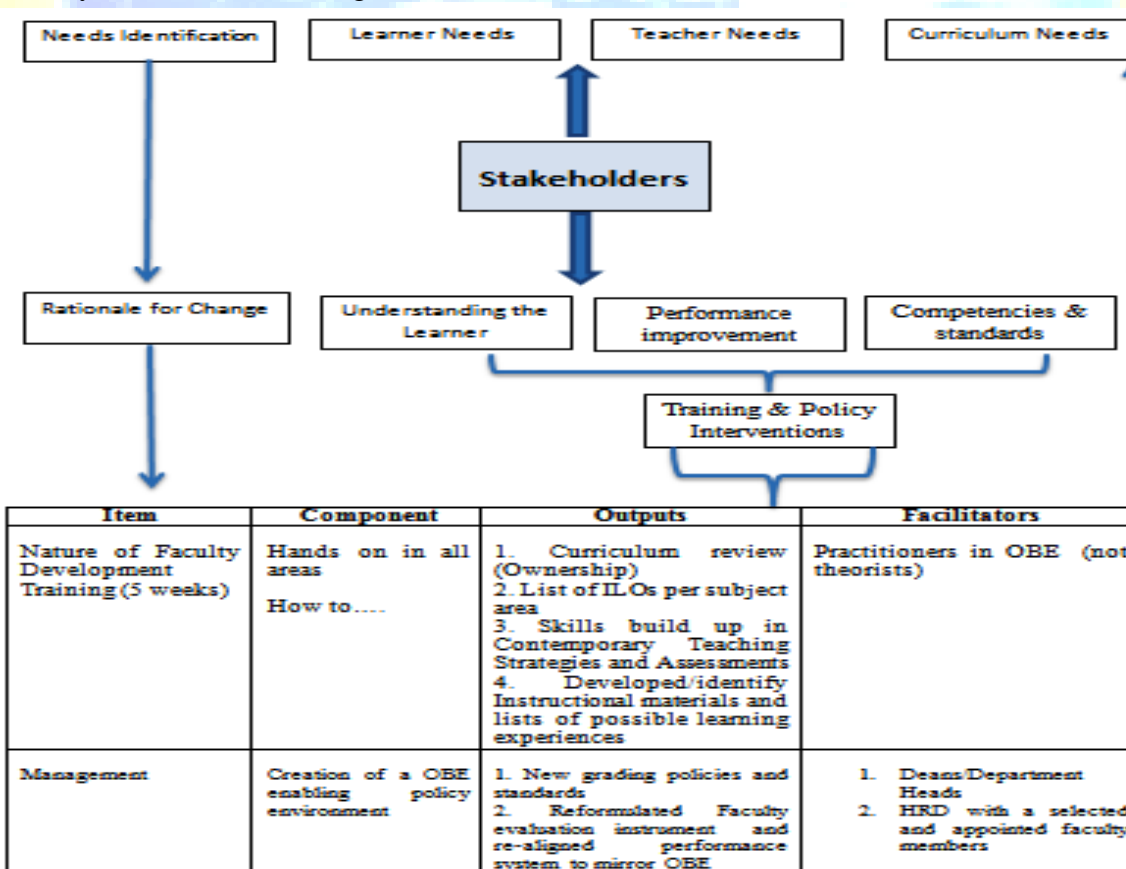 Needs Identification
Learner Needs
Teacher Needs
Curriculum Needs
Stakeholders
Rationale for Change
Understanding the
Learner
Performance
improvement
Competencies &
standards
Training & Policy
Interventions
Item
Component
Outputs
Facilitators
Nature of Faculty
Development
Training (5 weeks)
Hands on in all
areas
How to....
1. Curriculum review
(Ownership)
2. List of ILOs per subject
area
3. Skills build up in
Contemporary Teaching
Strategies and Assessments
4. Developed/identify
Instructional materials and
lists of possible learning
experiences
Practitioners in OBE (not
theorists)
Management
Creation of a OBE
enabling policy
environment
1. New grading policies and
standards
2. Reformulated Faculty
evaluation instrument and
re-aligned performance
system to mirror OBE
1. Deans/Department
Heads
2. HRD with a selected
and appointed faculty
members